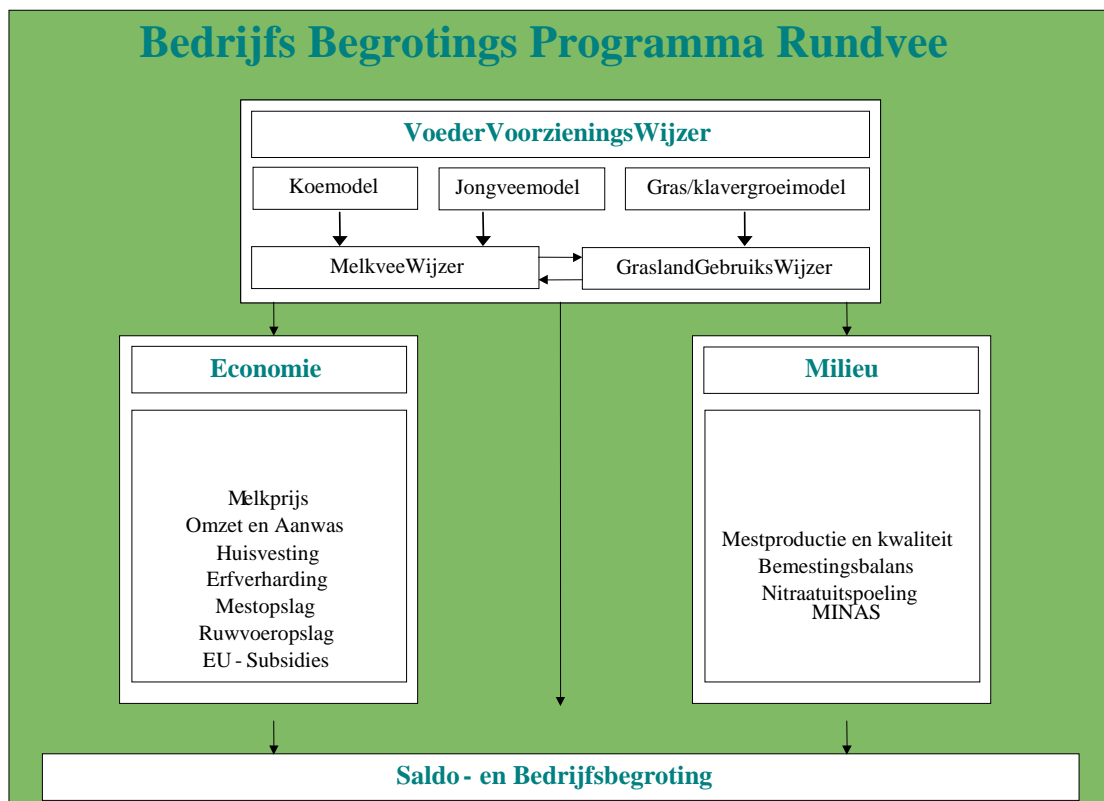 Bedrijfs Begrotings Programma Rundvee
VoederVoorzieningsWijzer
Koemodel
Jongveemodel
Gras/klavergroeimodel
MelkveeWijzer
GraslandGebruiksWijzer
Economie
Melkprijs
Omzet en Aanwas
Huisvesting
Erfverharding
Mestopslag
Ruwvoeropslag
EU - Subsidies
Milieu
Mestproductie en kwaliteit
Bemestingsbalans
Nitraatuitspoeling
MINAS
Saldo - en Bedrijfsbegroting